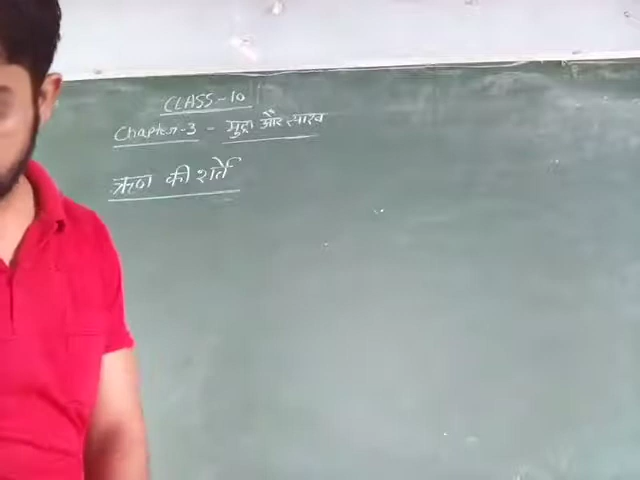 CLASS-10
Chapter-3 - मुद्रा और साख
ऋण की शर्ते